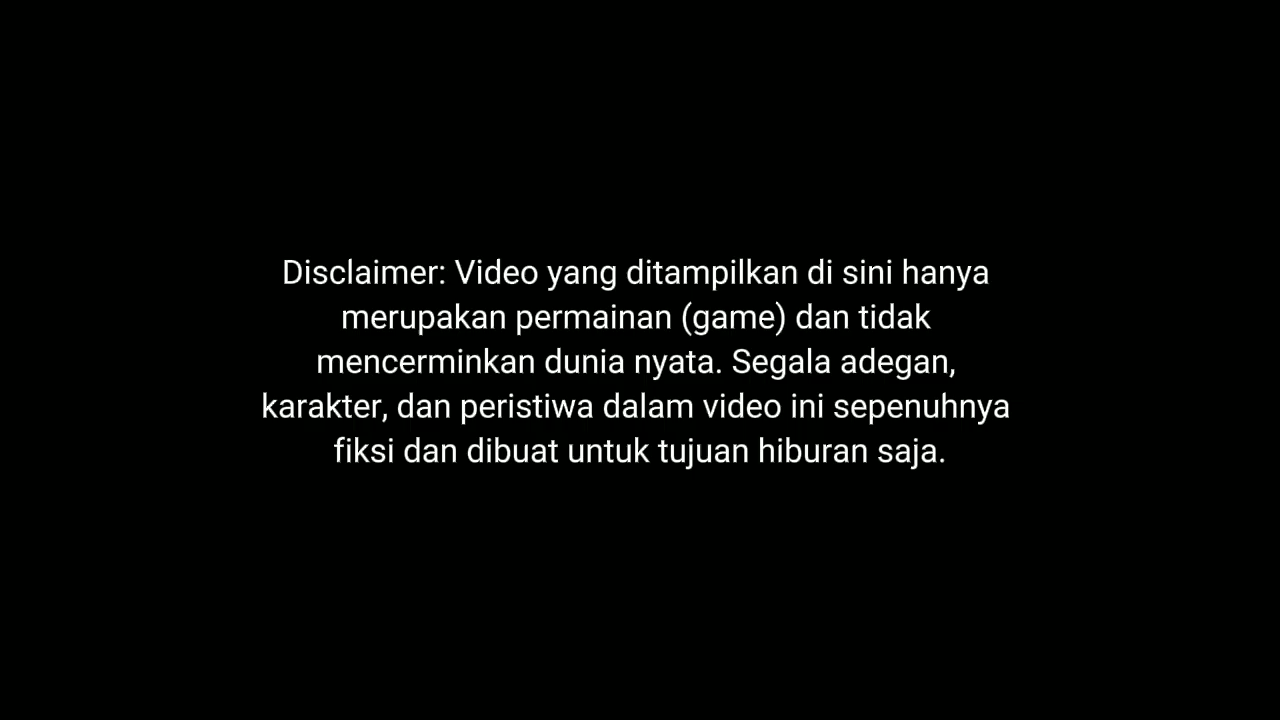 Disclaimer: Video yang ditampilkan di sini hanya
merupakan permainan (game) dan tidak
mencerminkan dunia nyata. Segala adegan,
karakter, dan peristiwa dalam video ini sepenuhnya
fiksi dan dibuat untuk tujuan hiburan saja.